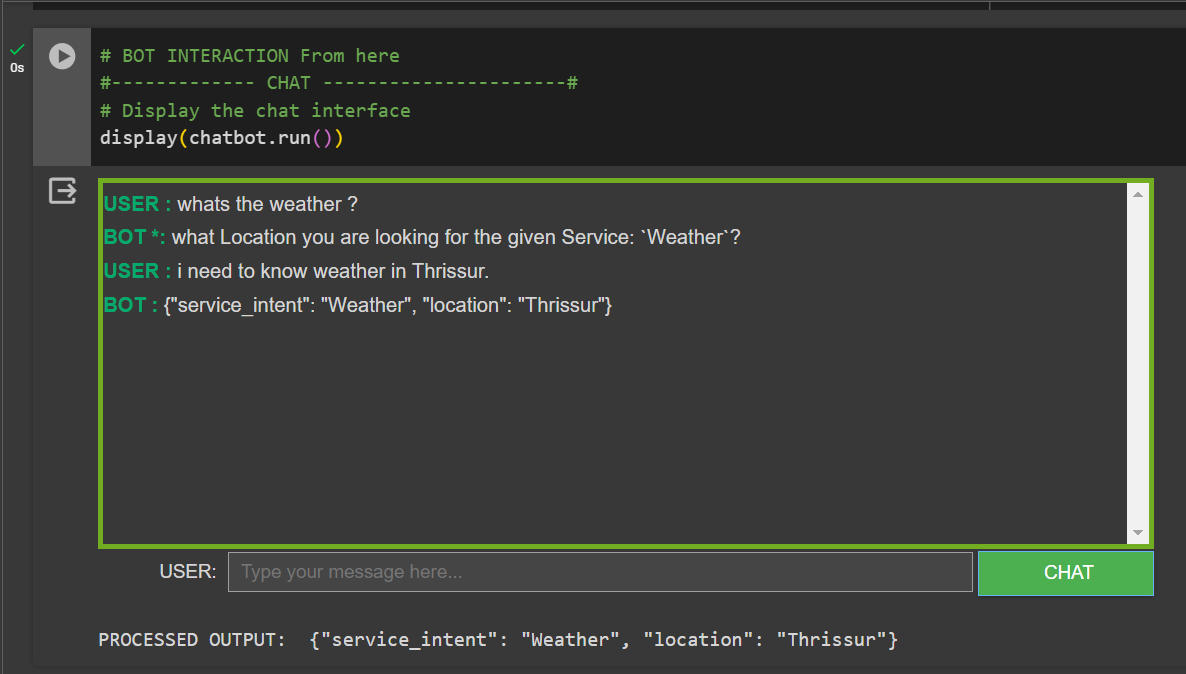 # BOT INTERACTION From here
#------------- CHAT ----------------------#
# Display the chat interface
display(chatbot.run())
0s
USER : whats the weather ?
BOT *: what Location you are looking for the given Service: `Weather`?
USER : i need to know weather in Thrissur.
BOT : {"service_intent": "Weather", "location": "Thrissur"}
USER: Type your message here... CHAT
PROCESSED OUTPUT:  {"service_intent": "Weather", "location": "Thrissur"}